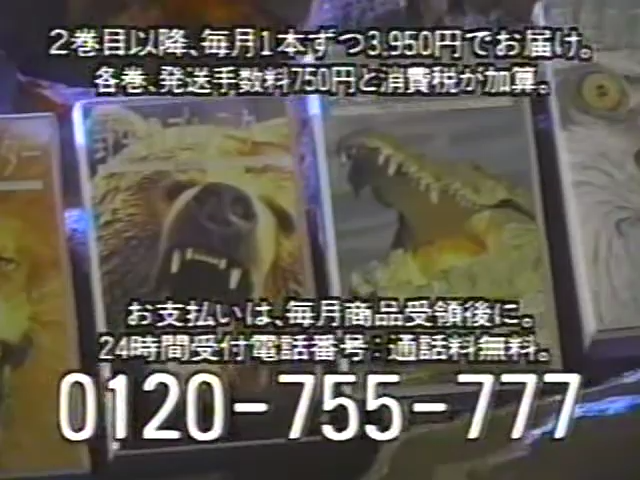 2巻目以降、毎月1本ずつ3,950円でお届け。
各巻、発送手数料750円と消費税が加算。
ター
お支払いは、毎月商品受領後に。
24時間受付電話番号：通話料無料。
0120-755-777